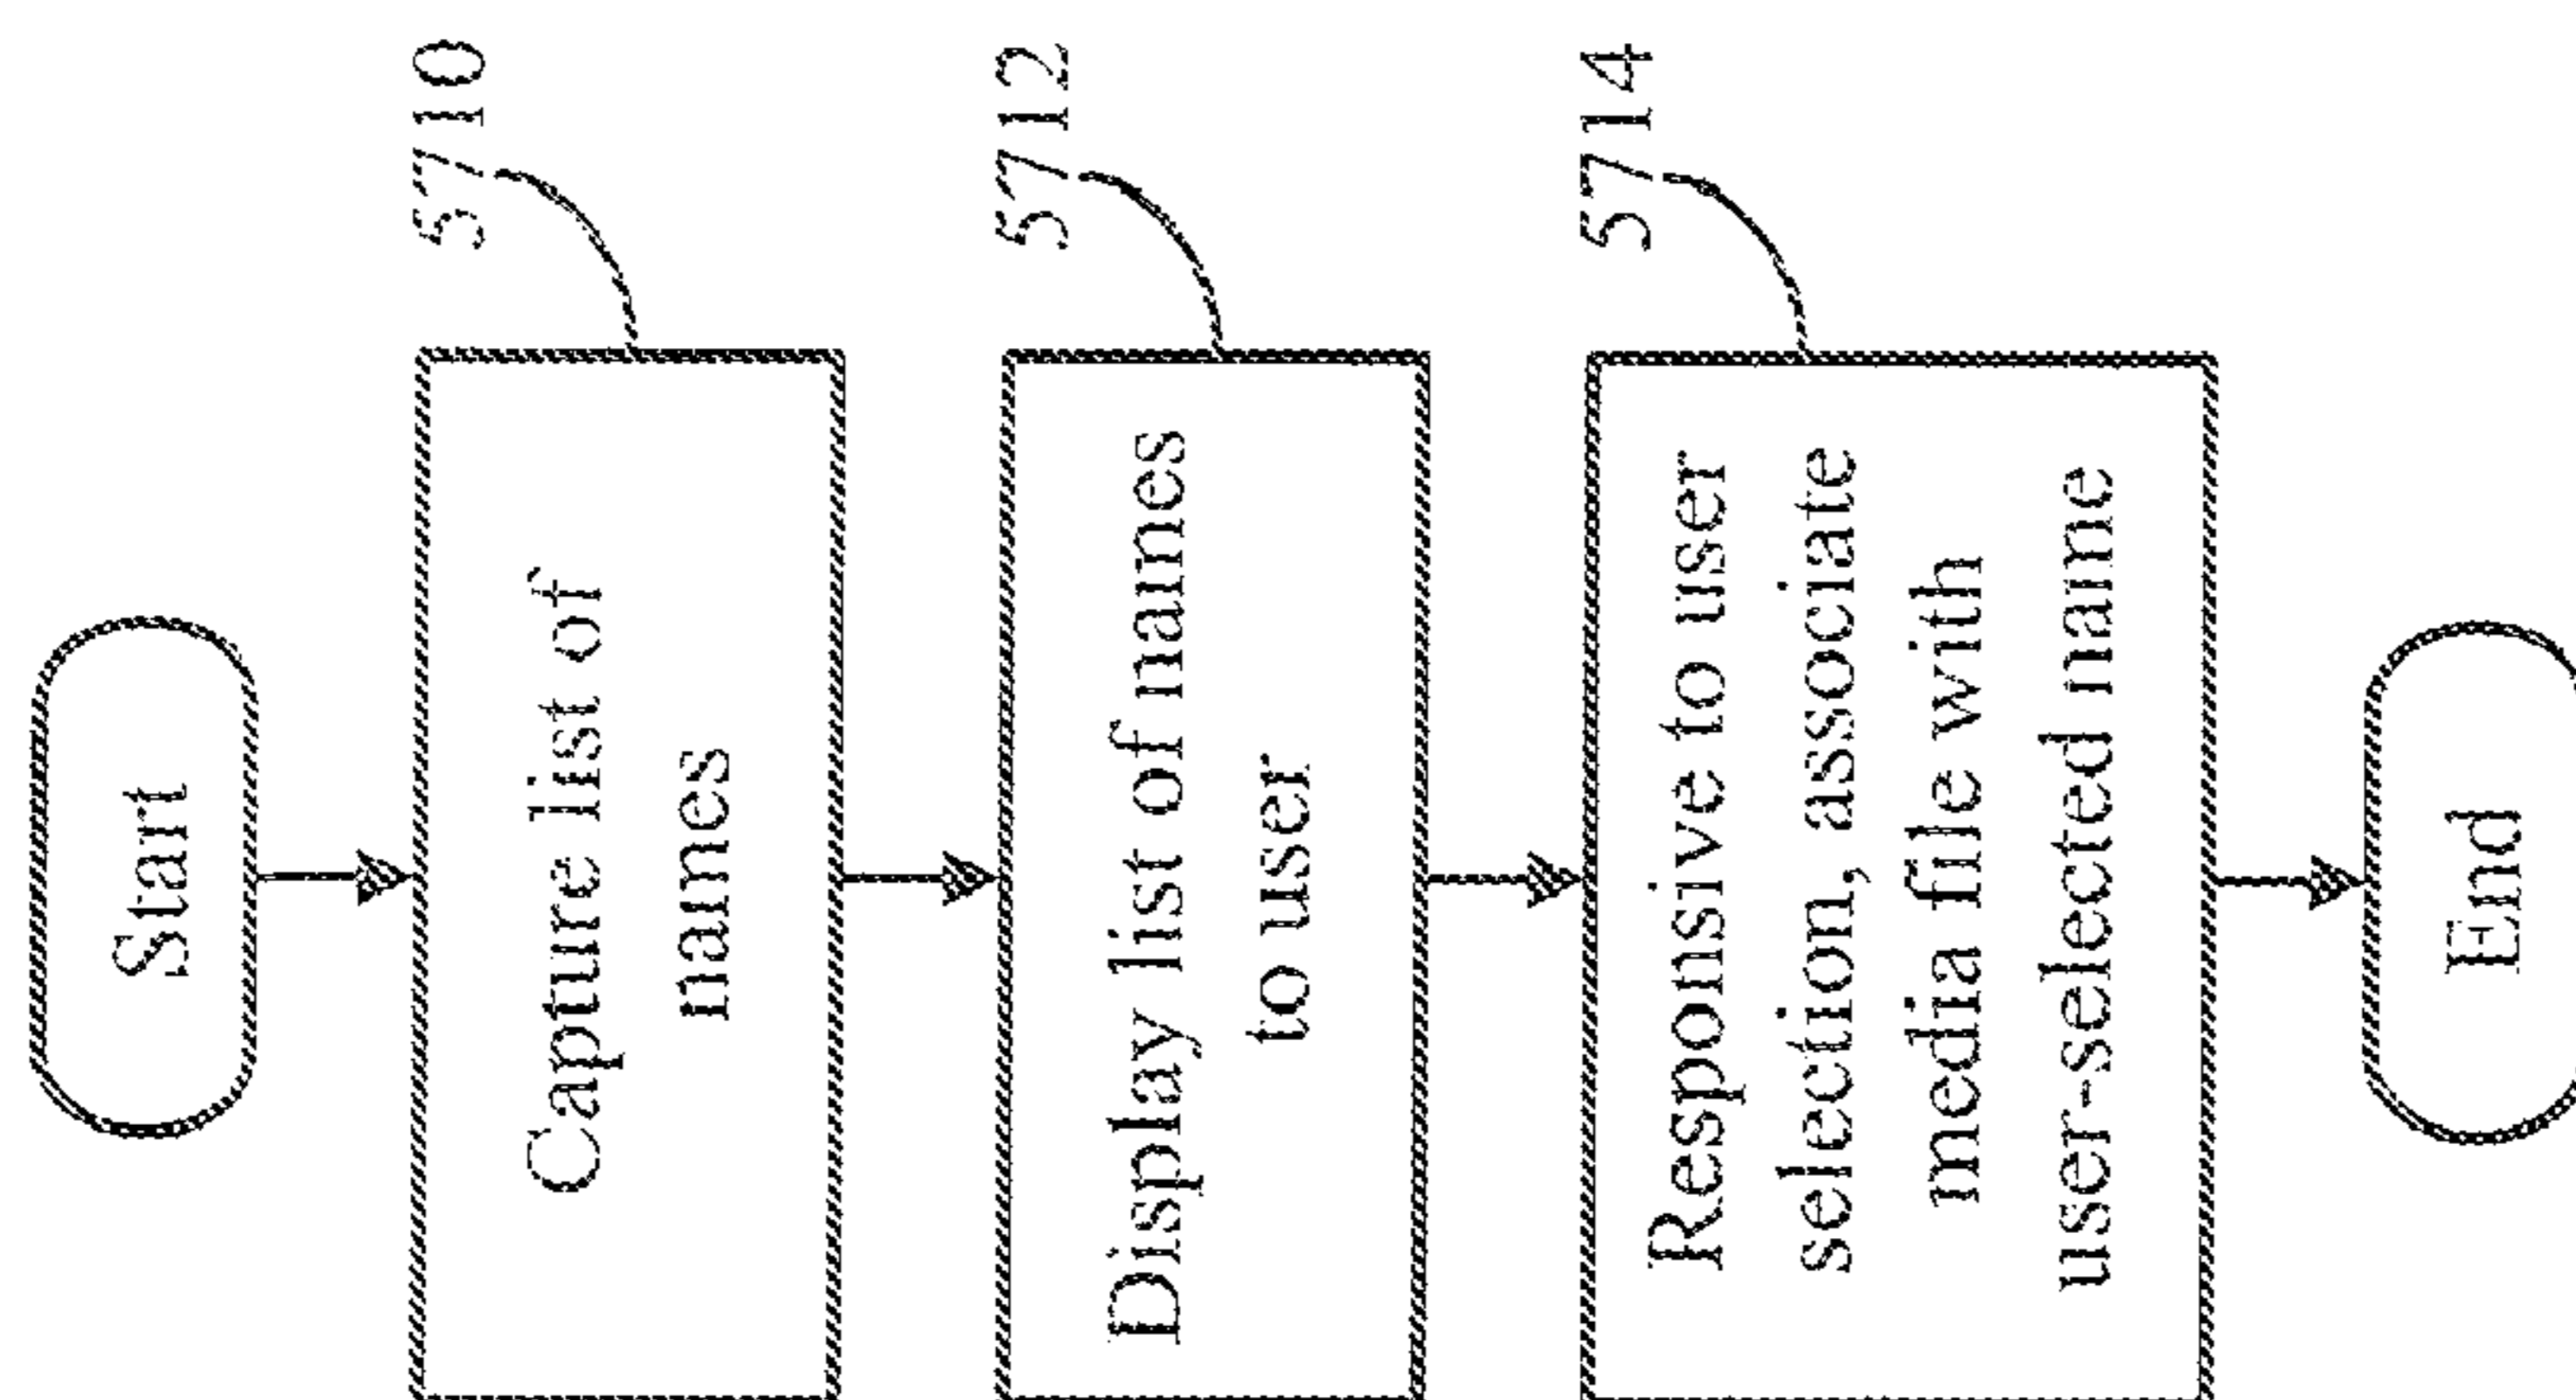 Start
5710
Capture list of
names
5712
Display list of names
to user
5714
Responsive to user
selection, associate
media file with
user-selected name
End